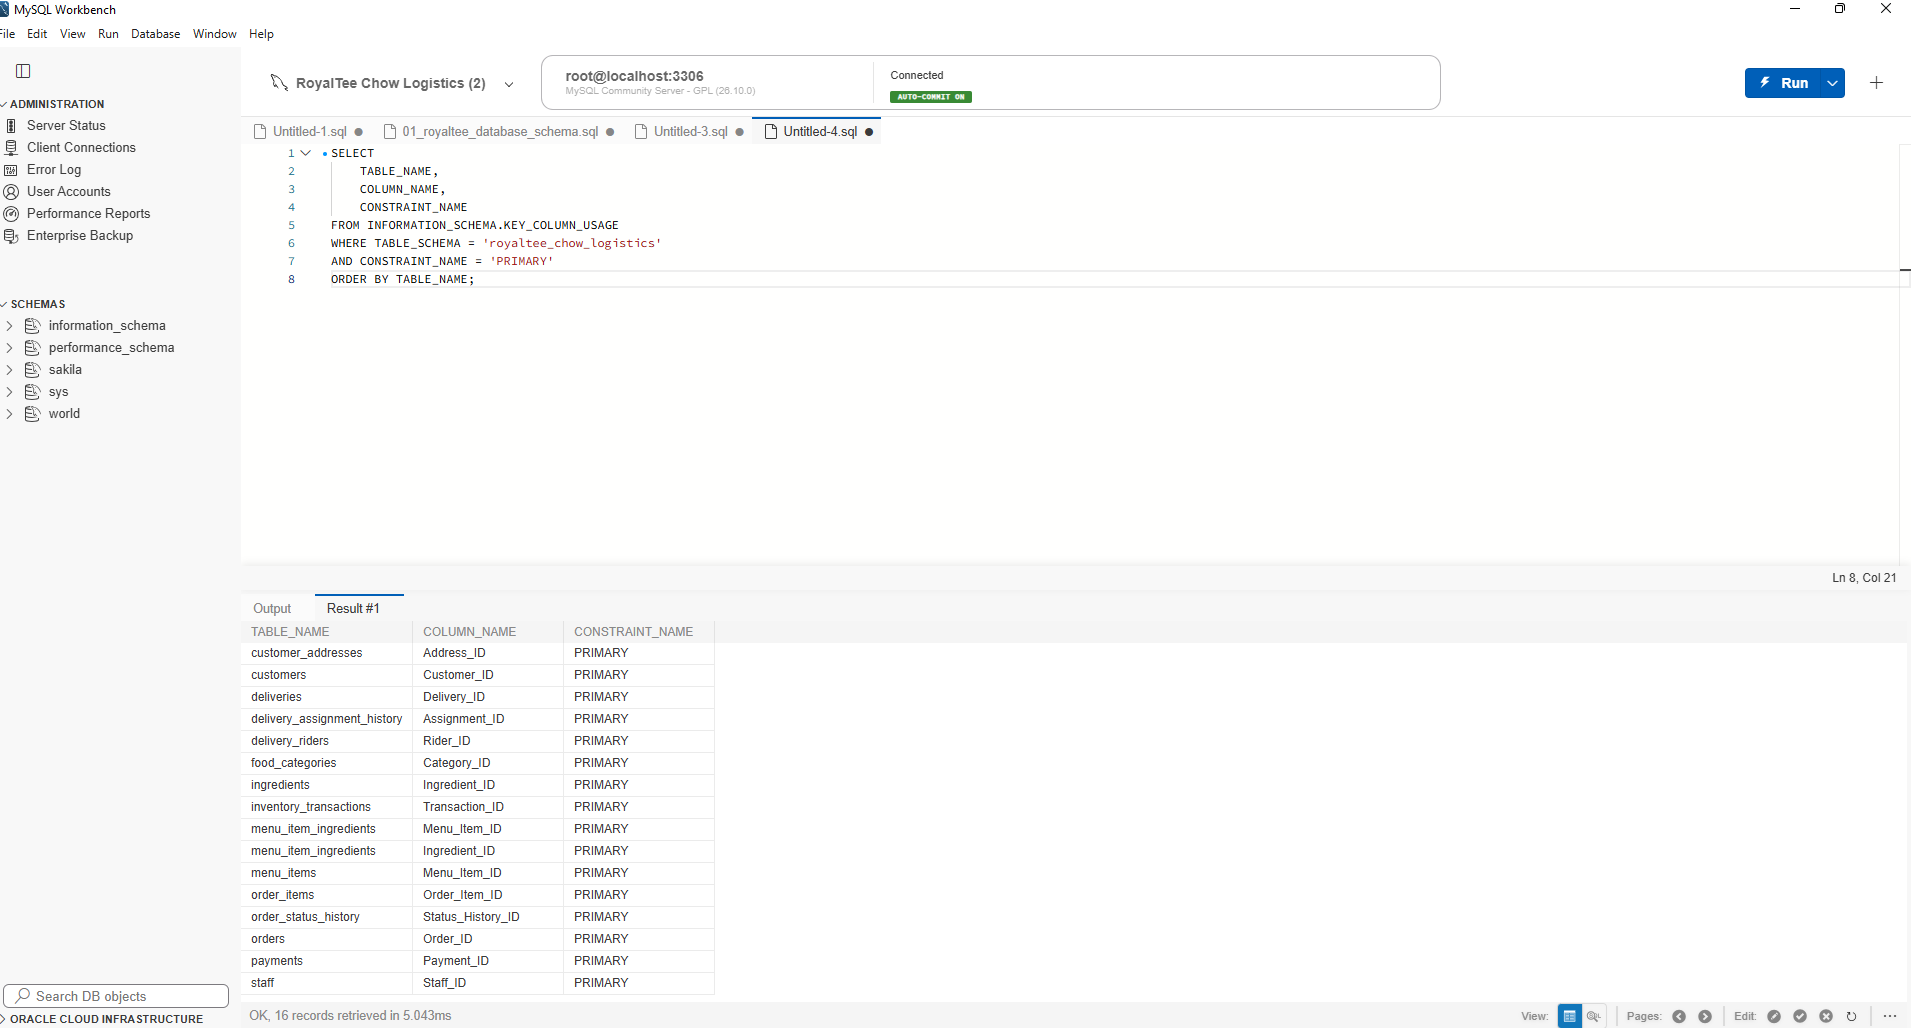 MySQL Workbench
File Edit View Run Database Window Help
ADMINISTRATION
Server Status
Client Connections
Error Log
User Accounts
Performance Reports
Enterprise Backup
SCHEMAS
information_schema
performance_schema
sakila
sys
world
Search DB objects
ORACLE CLOUD INFRASTRUCTURE
RoyalTee Chow Logistics (2)
root@localhost:3306
MySQL Community Server - GPL (26.10.0)
Connected
AUTO-COMMIT ON
Run
Untitled-1.sql 01_royaltee_database_schema.sql Untitled-3.sql Untitled-4.sql
1 SELECT
2 TABLE_NAME,
3 COLUMN_NAME,
4 CONSTRAINT_NAME
5 FROM INFORMATION_SCHEMA.KEY_COLUMN_USAGE
6 WHERE TABLE_SCHEMA = 'royaltee_chow_logistics'
7 AND CONSTRAINT_NAME = 'PRIMARY'
8 ORDER BY TABLE_NAME;
Ln 8, Col 21
Output Result #1
TABLE_NAME COLUMN_NAME CONSTRAINT_NAME
customer_addresses Address_ID PRIMARY
customers Customer_ID PRIMARY
deliveries Delivery_ID PRIMARY
delivery_assignment_history Assignment_ID PRIMARY
delivery_riders Rider_ID PRIMARY
food_categories Category_ID PRIMARY
ingredients Ingredient_ID PRIMARY
inventory_transactions Transaction_ID PRIMARY
menu_item_ingredients Menu_Item_ID PRIMARY
menu_item_ingredients Ingredient_ID PRIMARY
menu_items Menu_Item_ID PRIMARY
order_items Order_Item_ID PRIMARY
order_status_history Status_History_ID PRIMARY
orders Order_ID PRIMARY
payments Payment_ID PRIMARY
staff Staff_ID PRIMARY
OK, 16 records retrieved in 5.043ms
View: Pages: Edit: